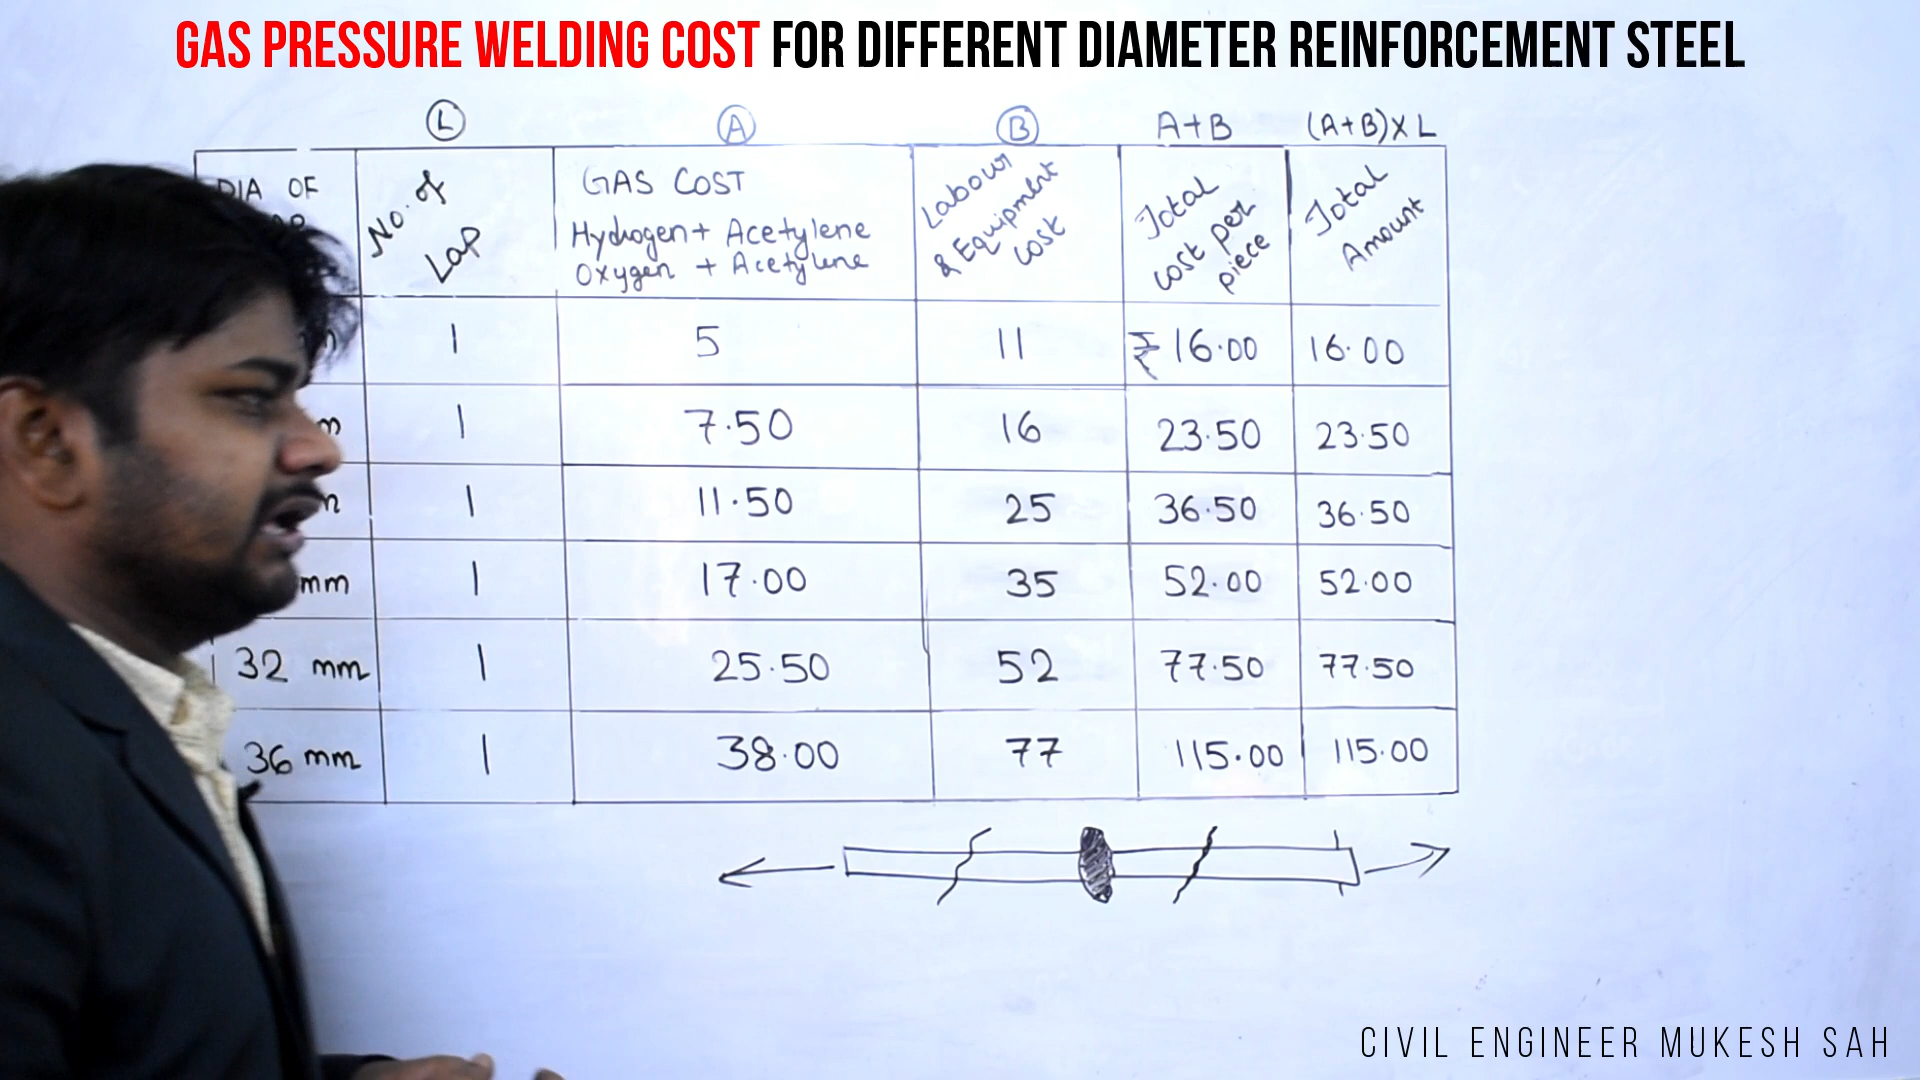 GAS PRESSURE WELDING COST FOR DIFFERENT DIAMETER REINFORCEMENT STEEL
L A B A+B (A+B)X L
DIA OF
No. of
Lap
GAS COST
Hydrogen + Acetylene
Oxygen + Acetylene
Labour
& Equipment
cost
Total
cost per
piece
Total
Amount
1 5 11 ₹16.00 16.00
1 7.50 16 23.50 23.50
1 11.50 25 36.50 36.50
mm 1 17.00 35 52.00 52.00
32 mm 1 25.50 52 77.50 77.50
36 mm 1 38.00 77 115.00 115.00
CIVIL ENGINEER MUKESH SAH